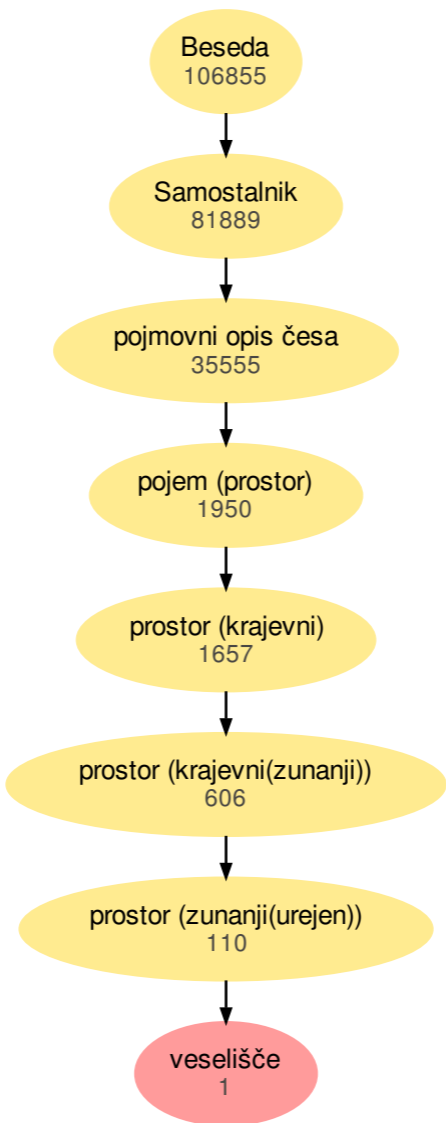 Beseda
106855
Samostalnik
81889
pojmovni opis česa
35555
pojem (prostor)
1950
prostor (krajevni)
1657
prostor (krajevni(zunanji))
606
prostor (zunanji(urejen))
110
veselišče
1